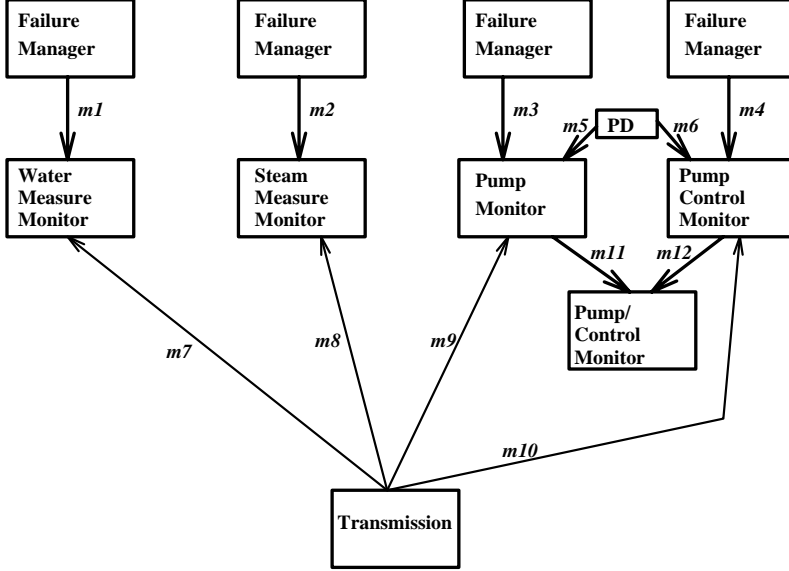 Failure
Manager
Failure
Manager
Failure
Manager
Failure
Manager
m1
m2
m3
m5
PD
m6
m4
Water
Measure
Monitor
Steam
Measure
Monitor
Pump
Monitor
Pump
Control
Monitor
m11
m12
Pump/
Control
Monitor
m7
m8
m9
m10
Transmission